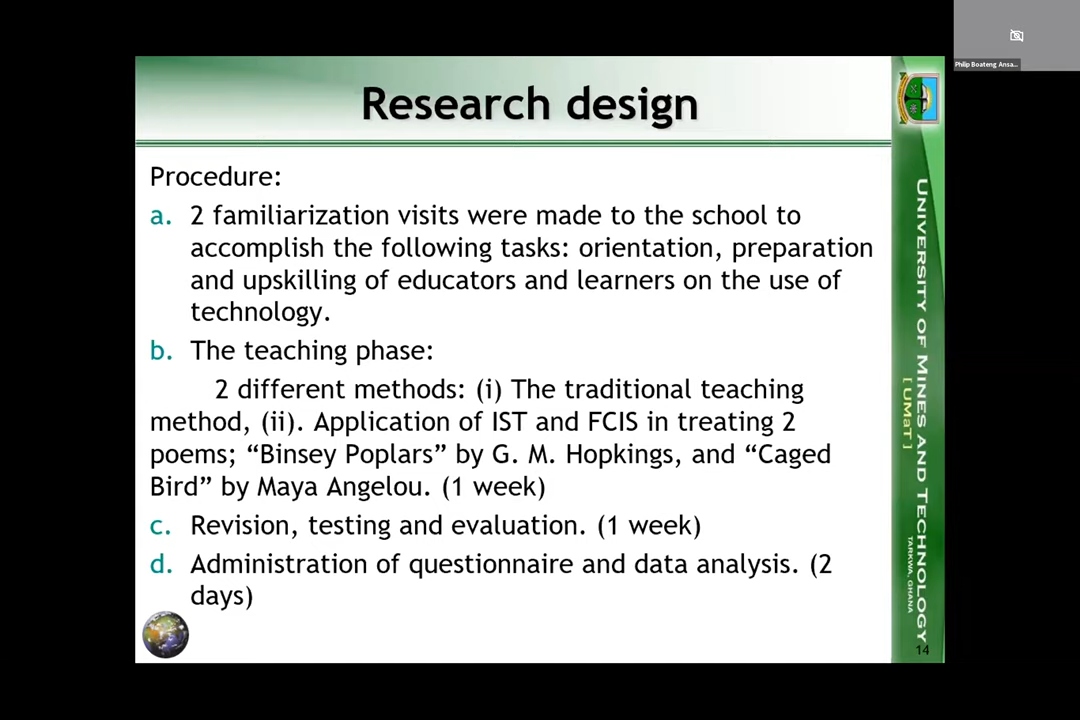 Research design
Procedure:
a. 2 familiarization visits were made to the school to
accomplish the following tasks: orientation, preparation
and upskilling of educators and learners on the use of
technology.
b. The teaching phase:
2 different methods: (i) The traditional teaching
method, (ii). Application of IST and FCIS in treating 2
poems; “Binsey Poplars” by G. M. Hopkings, and “Caged
Bird” by Maya Angelou. (1 week)
c. Revision, testing and evaluation. (1 week)
d. Administration of questionnaire and data analysis. (2
days)
UNIVERSITY OF MINES AND TECHNOLOGY
[UMaT]
TARKWA, GHANA
14
Philip Boateng Ansa...